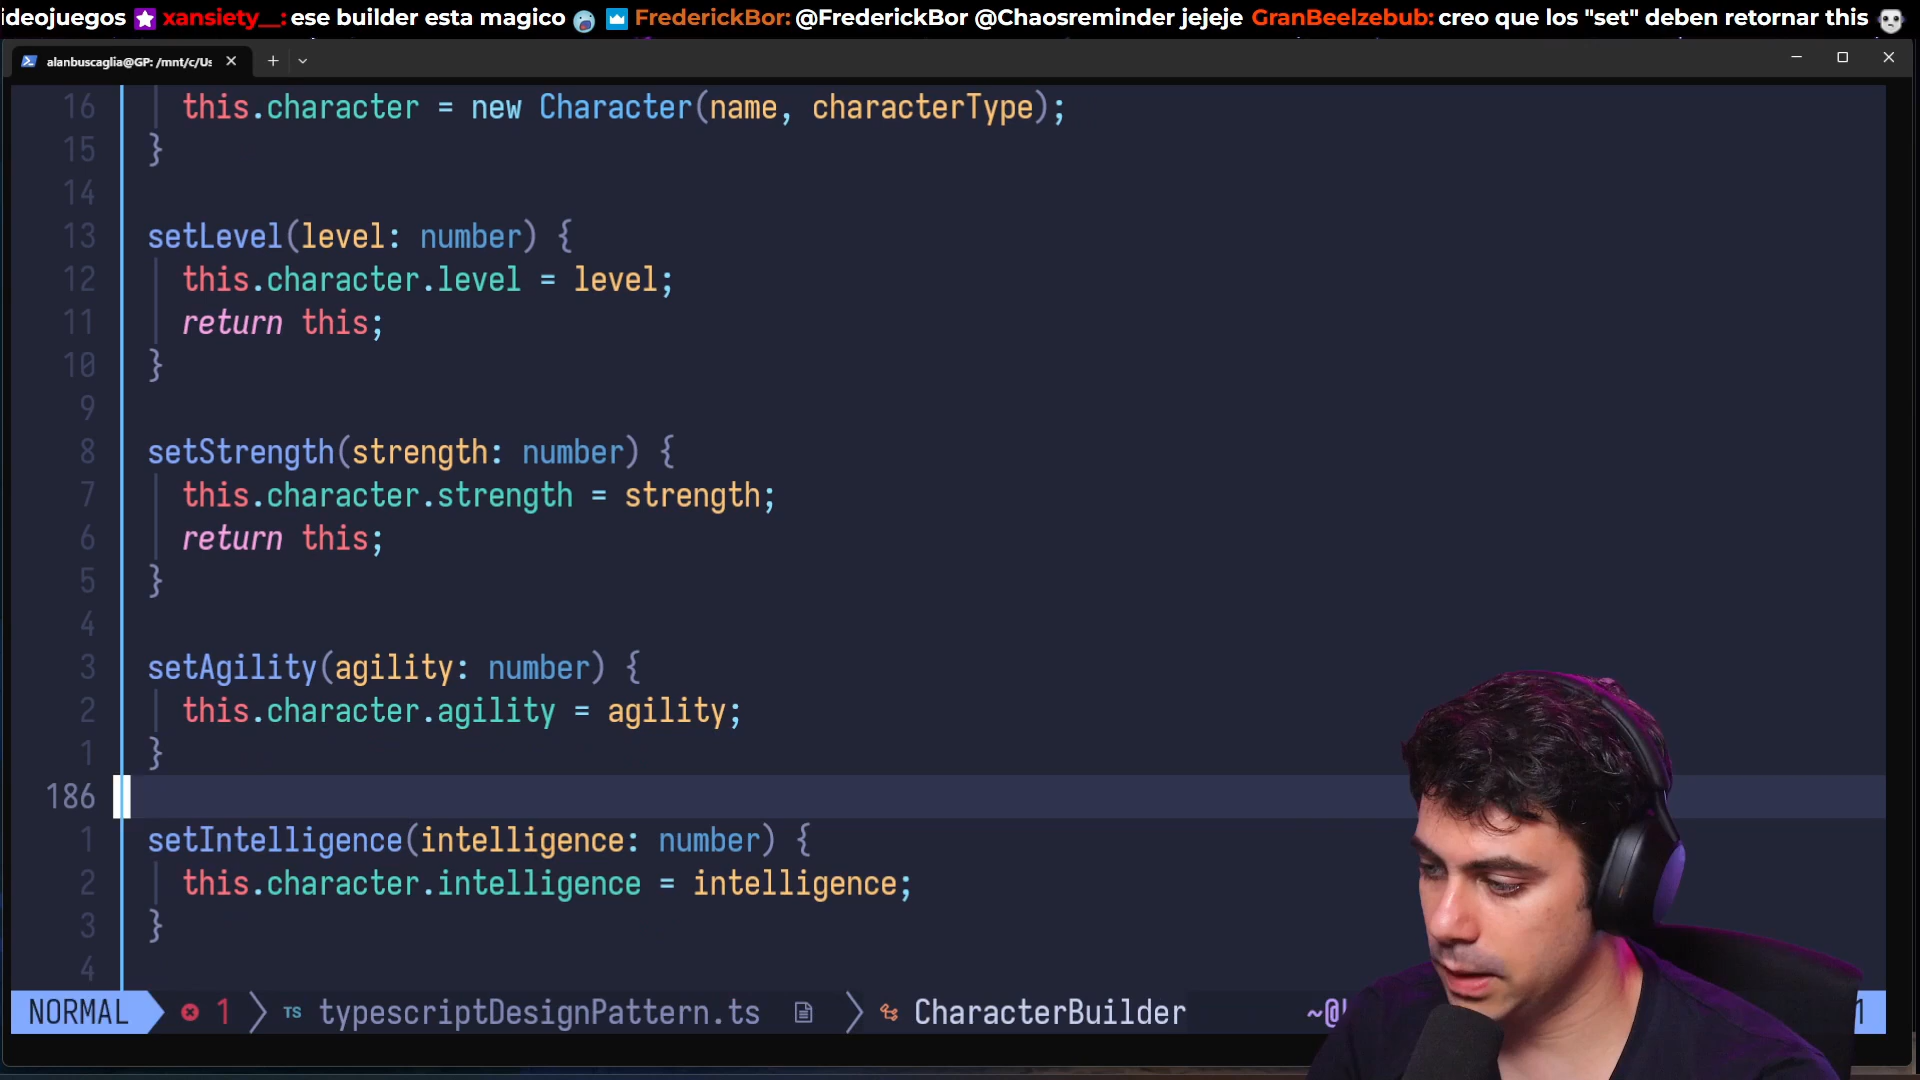 ideojuegos xansiety__: ese builder esta magico FrederickBor: @FrederickBor @Chaosreminder jejeje GranBeelzebub: creo que los "set" deben retornar this
alanbuscaglia@GP: /mnt/c/Us
16 this.character = new Character(name, characterType);
15 }
14
13 setLevel(level: number) {
12 this.character.level = level;
11 return this;
10 }
9
8 setStrength(strength: number) {
7 this.character.strength = strength;
6 return this;
5 }
4
3 setAgility(agility: number) {
2 this.character.agility = agility;
1 }
186
1 setIntelligence(intelligence: number) {
2 this.character.intelligence = intelligence;
3 }
4
NORMAL 1 TS typescriptDesignPattern.ts CharacterBuilder ~@ 1